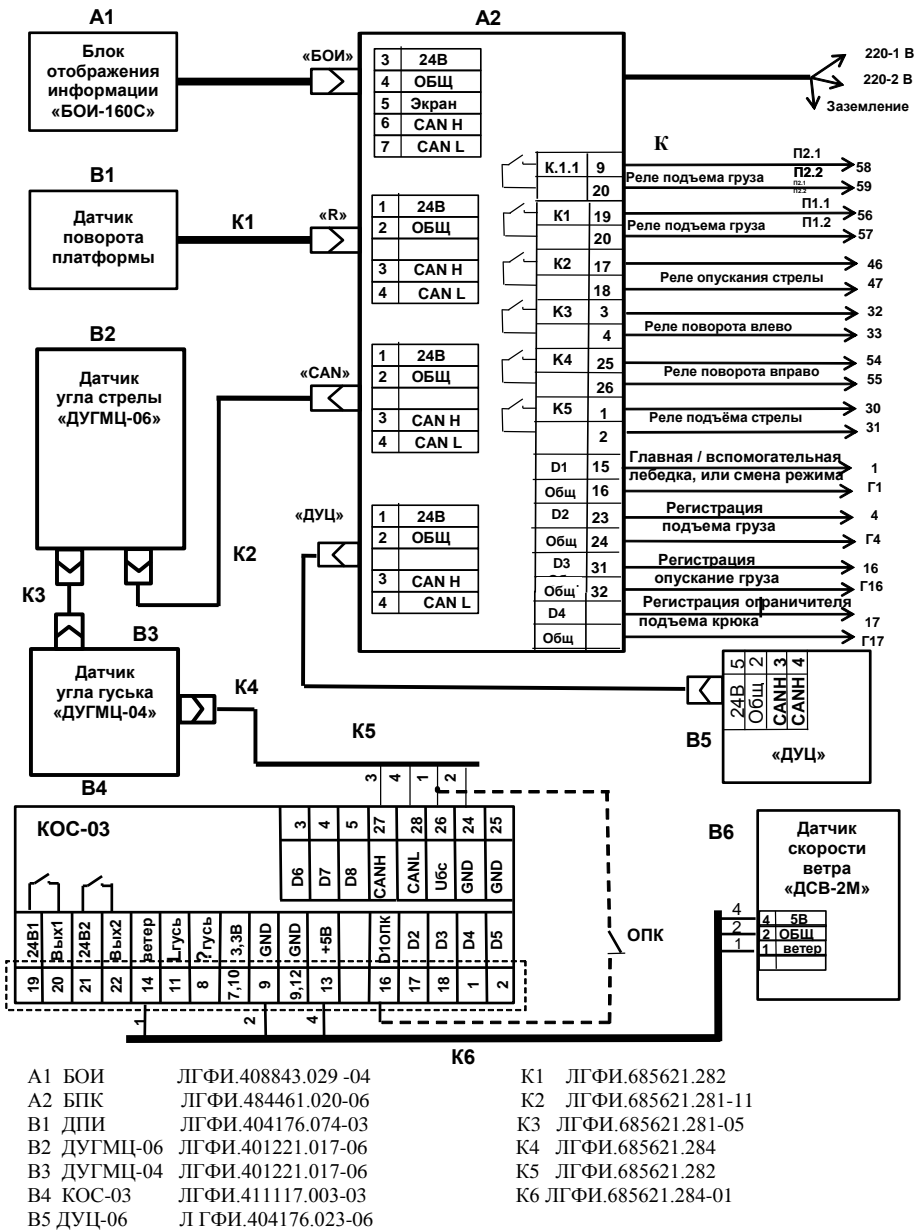 А1
Блок
отображения
информации
«БОИ-160С»
«БОИ»
А2
3 24В
4 ОБЩ
5 Экран
6 CAN H
7 CAN L
220-1 В
220-2 В
Заземление
К
К.1.1 9
20
Реле подъема груза
П2.1
П2.2
П2.1
П2.2
58
59
В1
Датчик
поворота
платформы
К1
«R»
1 24В
2 ОБЩ
3 CAN H
4 CAN L
К1 19
20
Реле подъема груза
П1.1
П1.2
56
57
К2 17
18
Реле опускания стрелы
46
47
К3 3
4
Реле поворота влево
32
33
К4 25
26
Реле поворота вправо
54
55
К5 1
2
Реле подъёма стрелы
30
31
В2
Датчик
угла стрелы
«ДУГМЦ-06»
«CAN»
1 24В
2 ОБЩ
3 CAN H
4 CAN L
D1 15
Общ 16
Главная / вспомогательная
лебедка, или смена режима
1
Г1
D2 23
Общ 24
Регистрация
подъема груза
4
Г4
D3 31
Общ 32
Регистрация
опускание груза
16
Г16
D4
Общ
Регистрация ограничителя
подъема крюка
17
Г17
«ДУЦ»
1 24В
2 ОБЩ
3 CAN H
4 CAN L
К2
К3
В3
Датчик
угла гуська
«ДУГМЦ-04»
К4
К5
В5
24В 5
Общ 2
CANH 3
CANH 4
«ДУЦ»
В4
КОС-03
3 4 1 2
3 4 5 27 28 26 24 25
D6 D7 D8 CANH CANL Uбс GND GND
24В1 Вых1 24В2 Вых2 ветер Lгусь ?гусь 3,3В GND GND +5В D1ОПК D2 D3 D4 D5
19 20 21 22 14 11 8 7,10 9 9,12 13 16 17 18 1 2
1 2 4
ОПК
В6
Датчик
скорости
ветра
«ДСВ-2М»
4 4 5В
2 2 ОБЩ
1 1 ветер
К6
А1 БОИ ЛГФИ.408843.029 -04
А2 БПК ЛГФИ.484461.020-06
В1 ДПИ ЛГФИ.404176.074-03
В2 ДУГМЦ-06 ЛГФИ.401221.017-06
В3 ДУГМЦ-04 ЛГФИ.401221.017-06
В4 КОС-03 ЛГФИ.411117.003-03
В5 ДУЦ-06 Л ГФИ.404176.023-06
К1 ЛГФИ.685621.282
К2 ЛГФИ.685621.281-11
К3 ЛГФИ.685621.281-05
К4 ЛГФИ.685621.284
К5 ЛГФИ.685621.282
К6 ЛГФИ.685621.284-01